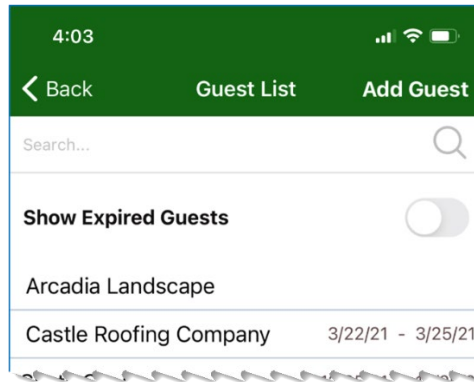 4:03
Back Guest List Add Guest
Search...
Show Expired Guests
Arcadia Landscape
Castle Roofing Company 3/22/21 - 3/25/21